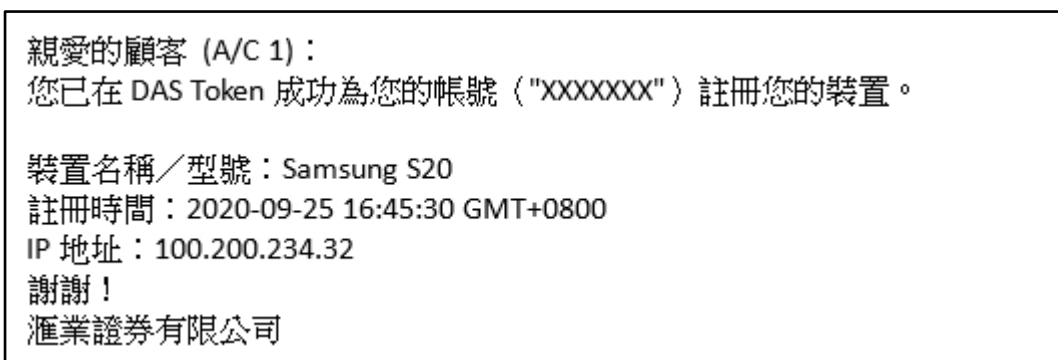 親愛的顧客 (A/C 1)：
您已在 DAS Token 成功為您的帳號（"XXXXXXX"）註冊您的裝置。
裝置名稱／型號：Samsung S20
註冊時間：2020-09-25 16:45:30 GMT+0800
IP 地址：100.200.234.32
謝謝！
滙業證券有限公司